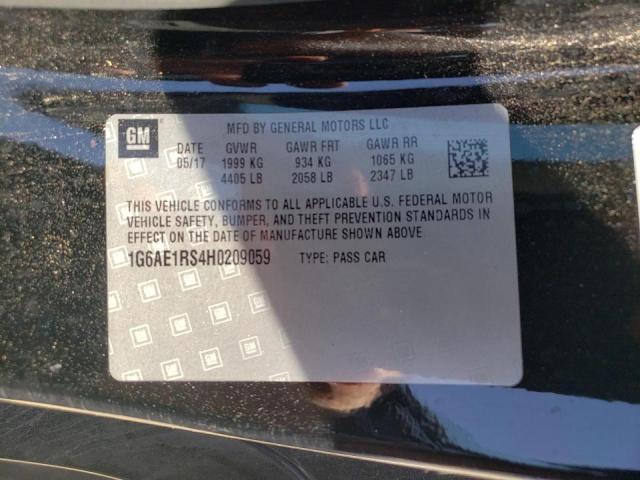 GM
MFD BY GENERAL MOTORS LLC
DATE GVWR GAWR FRT GAWR RR
05/17 1999 KG 934 KG 1065 KG
4405 LB 2058 LB 2347 LB
THIS VEHICLE CONFORMS TO ALL APPLICABLE U.S. FEDERAL MOTOR
VEHICLE SAFETY, BUMPER, AND THEFT PREVENTION STANDARDS IN
EFFECT ON THE DATE OF MANUFACTURE SHOWN ABOVE
1G6AE1RS4H0209059 TYPE: PASS CAR